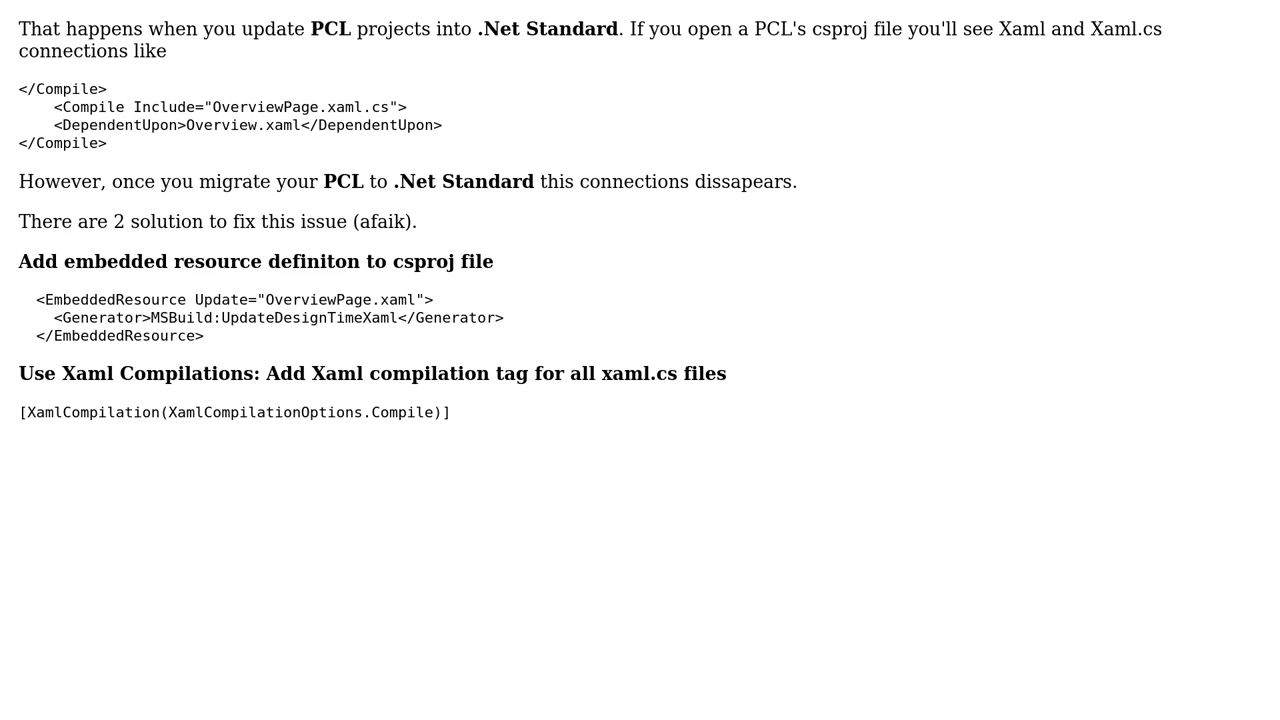 That happens when you update PCL projects into .Net Standard. If you open a PCL's csproj file you'll see Xaml and Xaml.cs
connections like
</Compile>
    <Compile Include="OverviewPage.xaml.cs">
    <DependentUpon>Overview.xaml</DependentUpon>
</Compile>
However, once you migrate your PCL to .Net Standard this connections dissapears.
There are 2 solution to fix this issue (afaik).
Add embedded resource definiton to csproj file
  <EmbeddedResource Update="OverviewPage.xaml">
    <Generator>MSBuild:UpdateDesignTimeXaml</Generator>
  </EmbeddedResource>
Use Xaml Compilations: Add Xaml compilation tag for all xaml.cs files
[XamlCompilation(XamlCompilationOptions.Compile)]